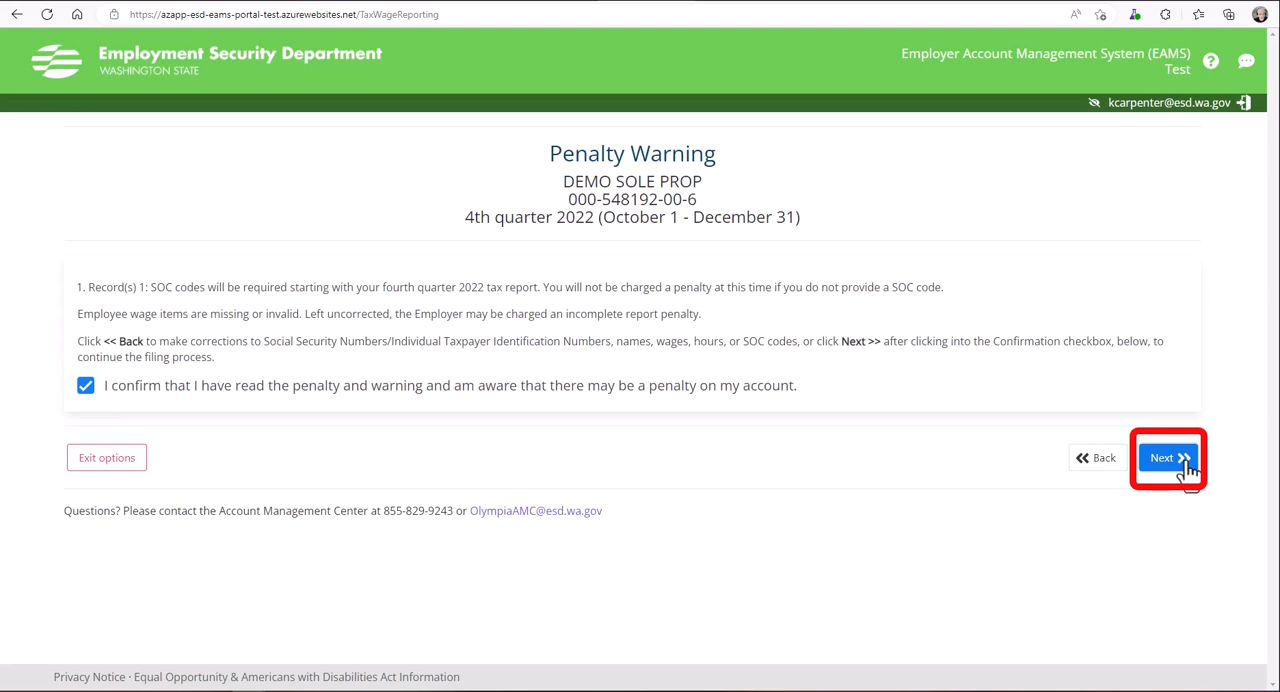 https://azapp-esd-eams-portal-test.azurewebsites.net/TaxWageReporting
Employment Security Department
WASHINGTON STATE
Employer Account Management System (EAMS)
Test
kcarpenter@esd.wa.gov
Penalty Warning
DEMO SOLE PROP
000-548192-00-6
4th quarter 2022 (October 1 - December 31)
1. Record(s) 1: SOC codes will be required starting with your fourth quarter 2022 tax report. You will not be charged a penalty at this time if you do not provide a SOC code.
Employee wage items are missing or invalid. Left uncorrected, the Employer may be charged an incomplete report penalty.
Click << Back to make corrections to Social Security Numbers/Individual Taxpayer Identification Numbers, names, wages, hours, or SOC codes, or click Next >> after clicking into the Confirmation checkbox, below, to
continue the filing process.
I confirm that I have read the penalty and warning and am aware that there may be a penalty on my account.
Exit options
Back
Next
Questions? Please contact the Account Management Center at 855-829-9243 or OlympiaAMC@esd.wa.gov
Privacy Notice · Equal Opportunity & Americans with Disabilities Act Information